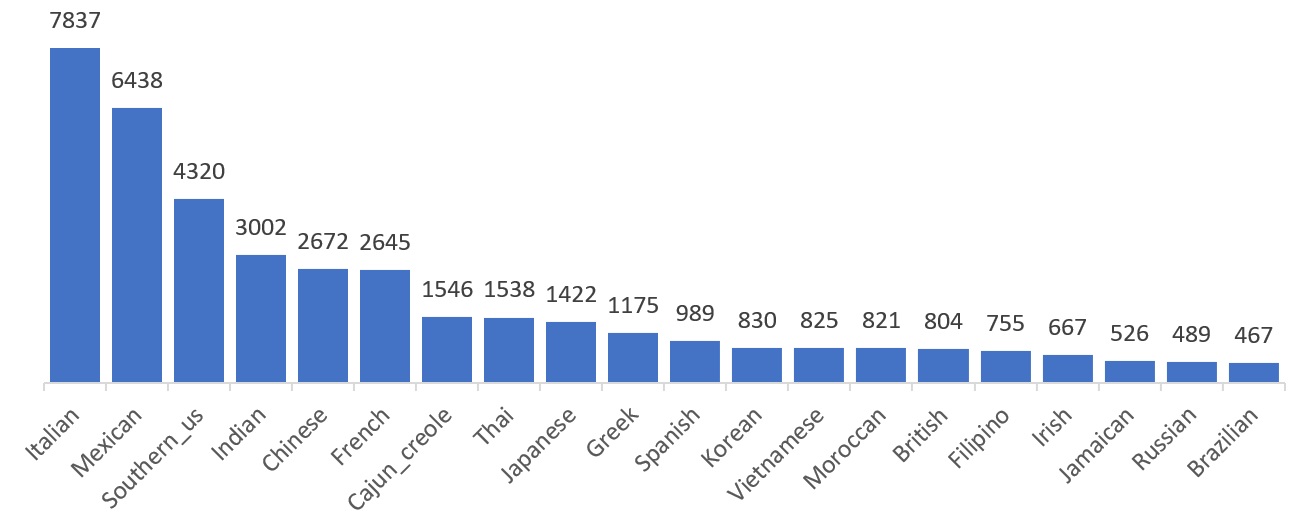 7837
6438
4320
3002
2672
2645
1546
1538
1422
1175
989
830
825
821
804
755
667
526
489
467
Italian
Mexican
Southern_us
Indian
Chinese
French
Cajun_creole
Thai
Japanese
Greek
Spanish
Korean
Vietnamese
Moroccan
British
Filipino
Irish
Jamaican
Russian
Brazilian